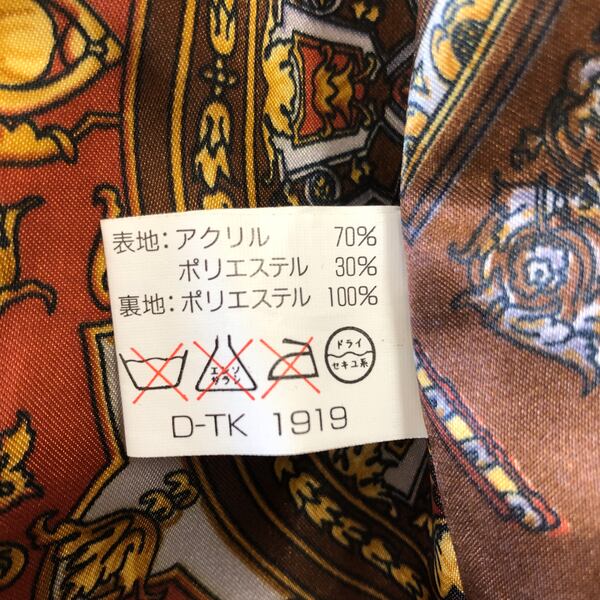 表地：アクリル 70%
ポリエステル 30%
裏地：ポリエステル 100%
エンソ
サラシ
ドライ
セキユ系
D-TK 1919